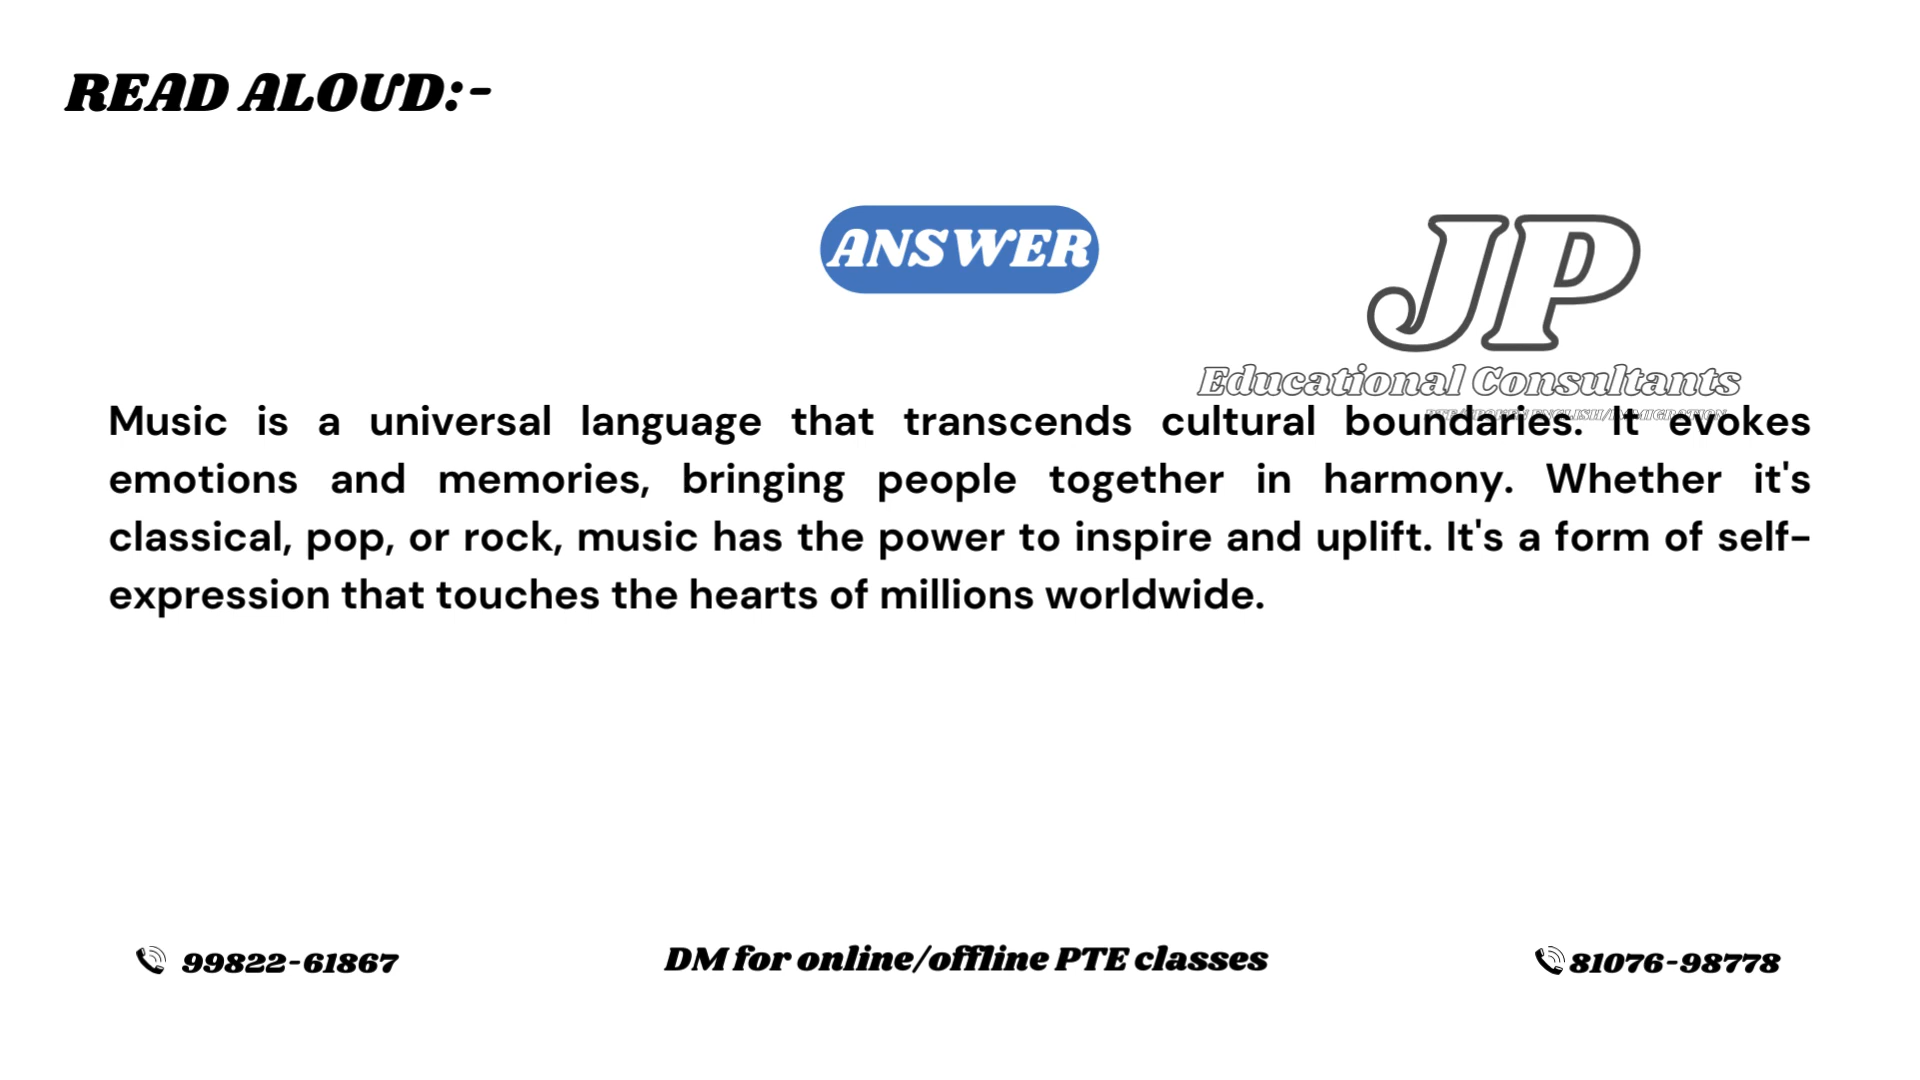 READ ALOUD:-
ANSWER
JP
Educational Consultants
Music is a universal language that transcends cultural boundaries. It evokes
emotions and memories, bringing people together in harmony. Whether it's
classical, pop, or rock, music has the power to inspire and uplift. It's a form of self-
expression that touches the hearts of millions worldwide.
99822-61867
DM for online/offline PTE classes
81076-98778